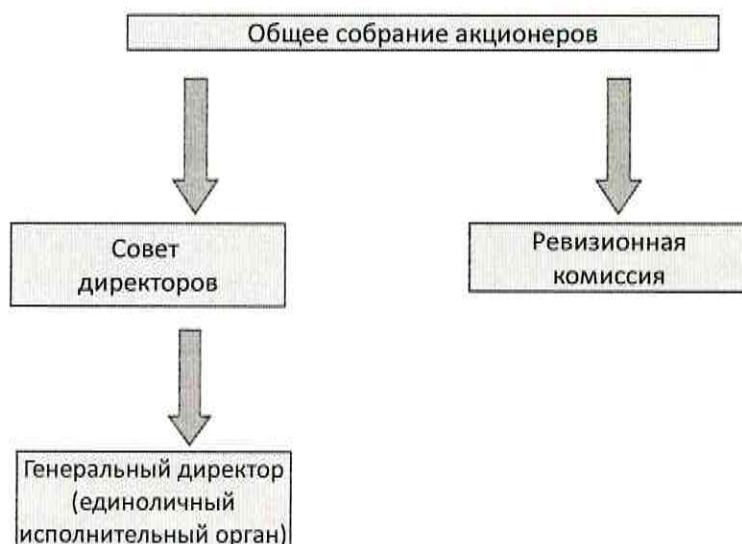 Общее собрание акционеров
Совет
директоров
Ревизионная
комиссия
Генеральный директор
(единоличный
исполнительный орган)